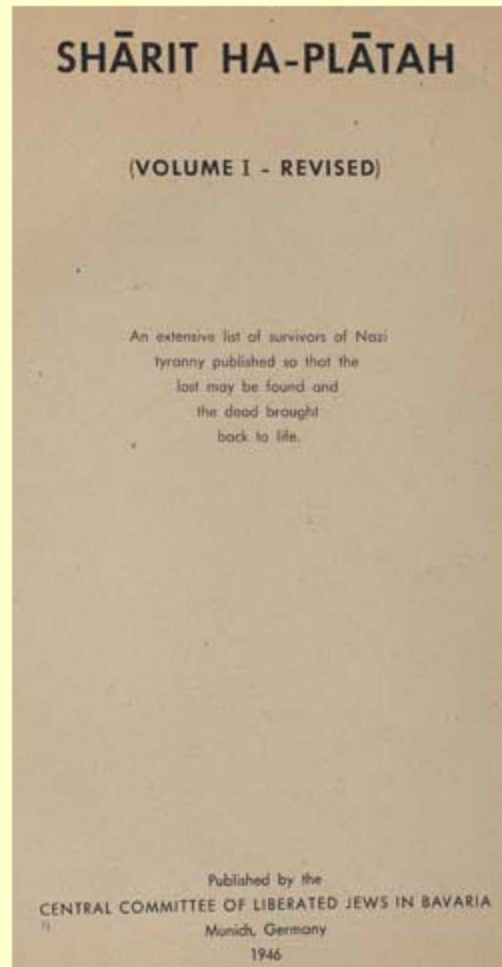 SHĀRIT HA-PLĀTAH
(VOLUME I - REVISED)
An extensive list of survivors of Nazi
tyranny published so that the
lost may be found and
the dead brought
back to life.
Published by the
CENTRAL COMMITTEE OF LIBERATED JEWS IN BAVARIA
Munich, Germany
1946